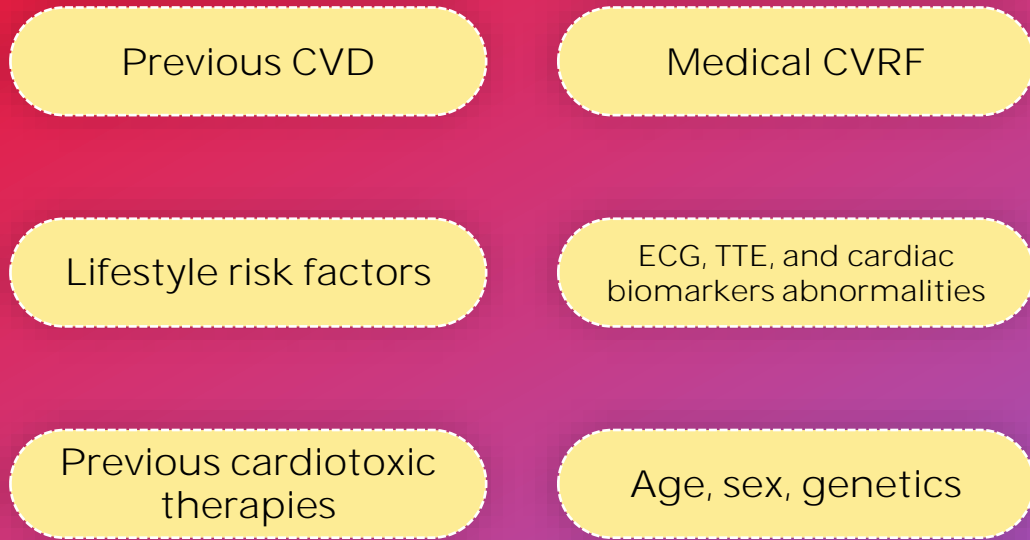 Previous CVD
Medical CVRF
Lifestyle risk factors
ECG, TTE, and cardiac
biomarkers abnormalities
Previous cardiotoxic
therapies
Age, sex, genetics